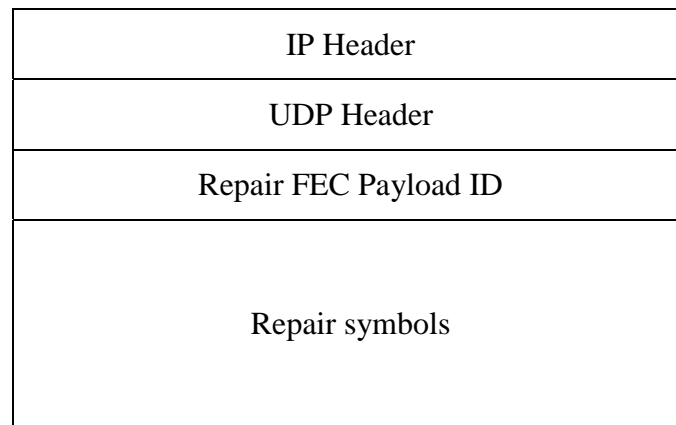 IP Header
UDP Header
Repair FEC Payload ID
Repair symbols